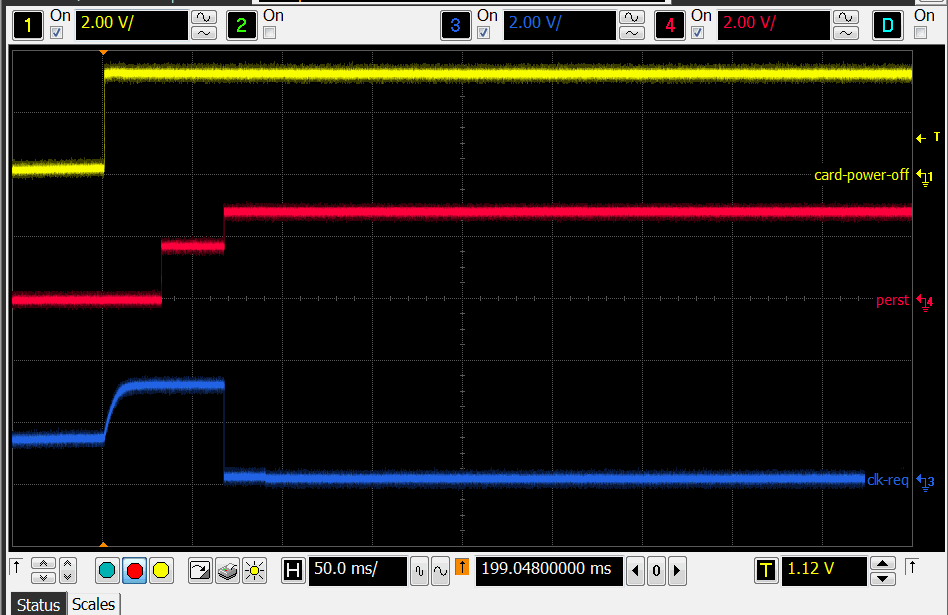 1 On 2.00 V/ 2 On 3 On 2.00 V/ 4 On 2.00 V/ D On
T
card-power-off 1
perst 4
clk-req 3
H 50.0 ms/ 199.04800000 ms 0 T 1.12 V
Status Scales